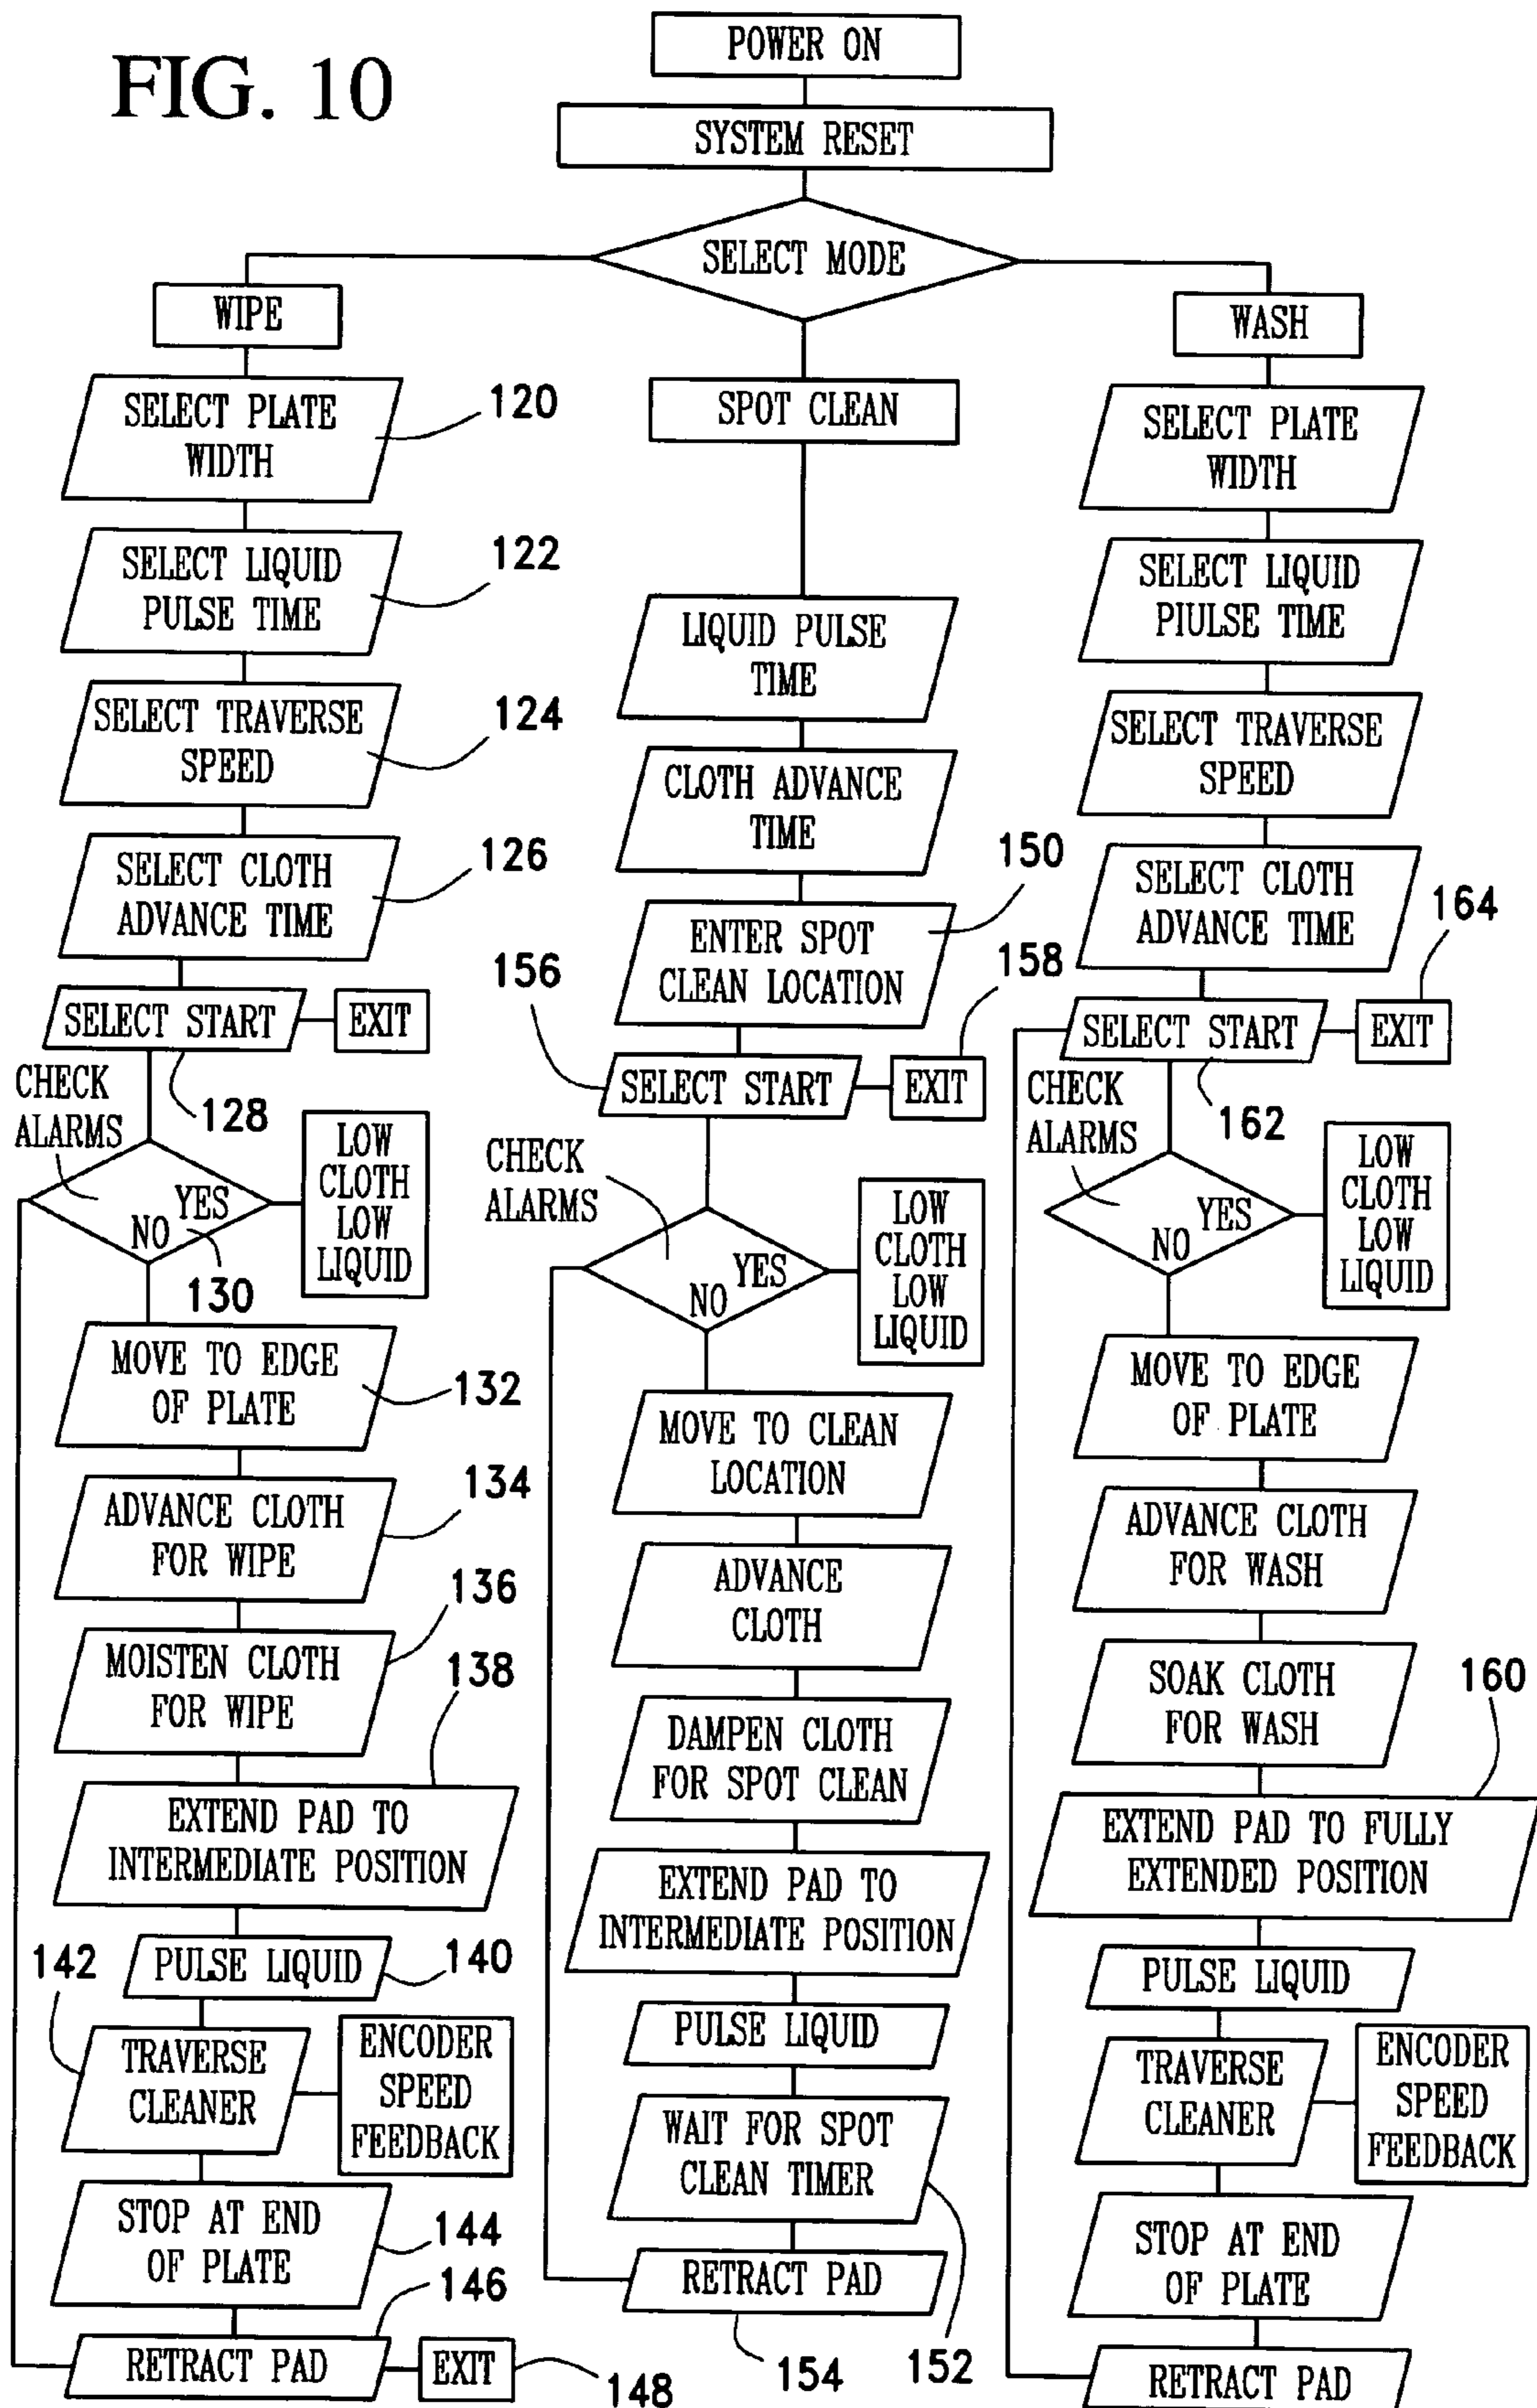 FIG. 10
POWER ON
SYSTEM RESET
SELECT MODE
WIPE
SELECT PLATE
WIDTH
120
SELECT LIQUID
PULSE TIME
122
SELECT TRAVERSE
SPEED
124
SELECT CLOTH
ADVANCE TIME
126
SELECT START
EXIT
128
CHECK
ALARMS
YES
NO
130
LOW
CLOTH
LOW
LIQUID
MOVE TO EDGE
OF PLATE
132
ADVANCE CLOTH
FOR WIPE
134
MOISTEN CLOTH
FOR WIPE
136
138
EXTEND PAD TO
INTERMEDIATE POSITION
PULSE LIQUID
140
142
TRAVERSE
CLEANER
ENCODER
SPEED
FEEDBACK
STOP AT END
OF PLATE
144
146
RETRACT PAD
EXIT
148
SPOT CLEAN
LIQUID PULSE
TIME
CLOTH ADVANCE
TIME
150
ENTER SPOT
CLEAN LOCATION
156
158
SELECT START
EXIT
CHECK
ALARMS
YES
NO
LOW
CLOTH
LOW
LIQUID
MOVE TO CLEAN
LOCATION
ADVANCE
CLOTH
DAMPEN CLOTH
FOR SPOT CLEAN
EXTEND PAD TO
INTERMEDIATE POSITION
PULSE LIQUID
WAIT FOR SPOT
CLEAN TIMER
152
RETRACT PAD
154
WASH
SELECT PLATE
WIDTH
SELECT LIQUID
PIULSE TIME
SELECT TRAVERSE
SPEED
SELECT CLOTH
ADVANCE TIME
164
SELECT START
EXIT
162
CHECK
ALARMS
YES
NO
LOW
CLOTH
LOW
LIQUID
MOVE TO EDGE
OF PLATE
ADVANCE CLOTH
FOR WASH
SOAK CLOTH
FOR WASH
160
EXTEND PAD TO FULLY
EXTENDED POSITION
PULSE LIQUID
TRAVERSE
CLEANER
ENCODER
SPEED
FEEDBACK
STOP AT END
OF PLATE
RETRACT PAD